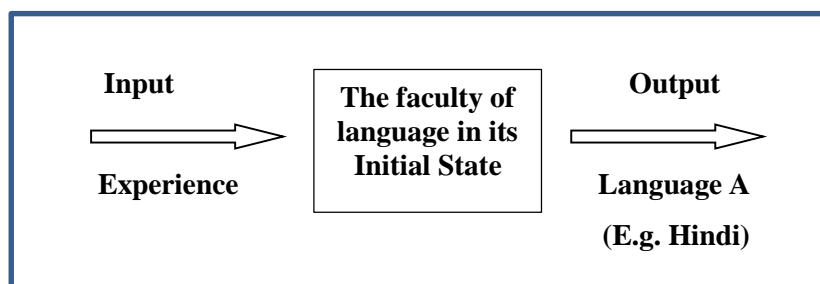 Input
Experience
The faculty of
language in its
Initial State
Output
Language A
(E.g. Hindi)